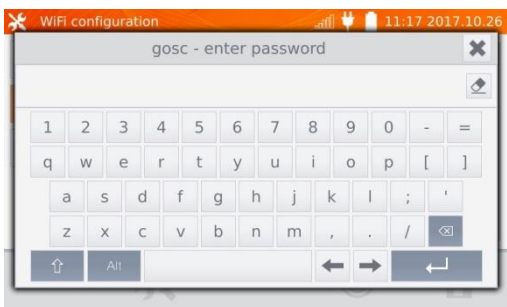 WiFi configuration 11:17 2017.10.26
gosc - enter password
1 2 3 4 5 6 7 8 9 0 - =
q w e r t y u i o p [ ]
a s d f g h j k l ; '
z x c v b n m , . /
Alt